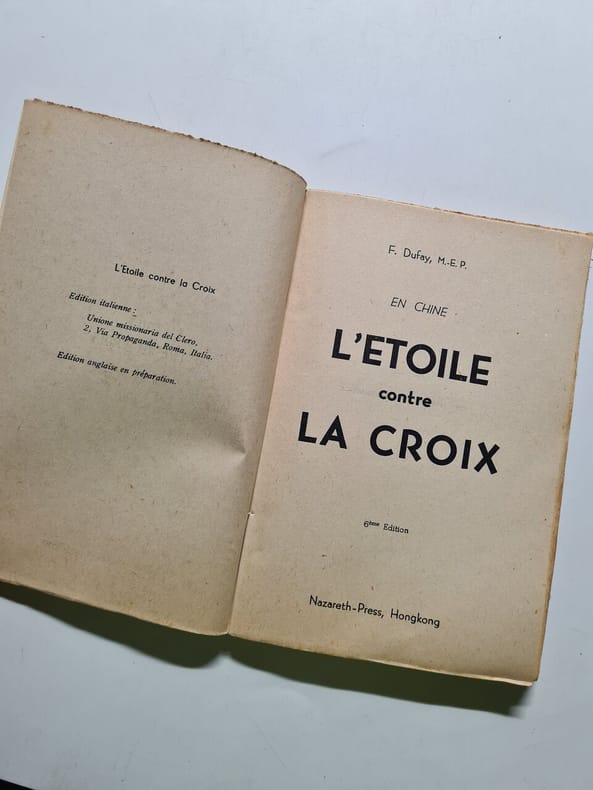 L'Etoile contre la Croix
Edition italienne :
Unione missionaria del Clero,
2, Via Propaganda, Roma, Italia.
Edition anglaise en préparation.
F. Dufay, M.-E. P.
EN CHINE
L'ETOILE
contre
LA CROIX
6ème Edition
Nazareth-Press, Hongkong